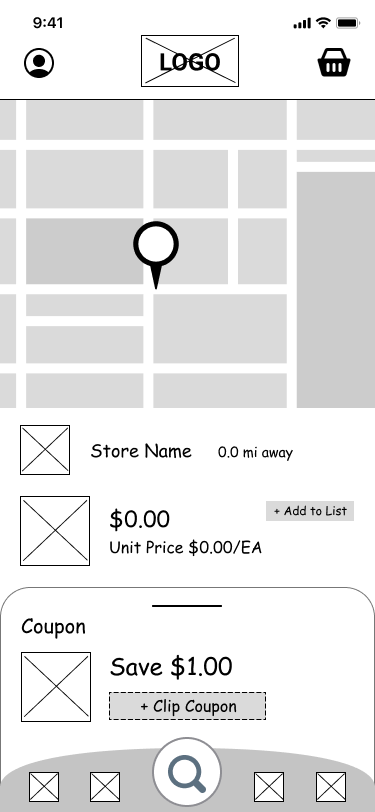 9:41
LOGO
Store Name 0.0 mi away
$0.00
+ Add to List
Unit Price $0.00/EA
Coupon
Save $1.00
+ Clip Coupon